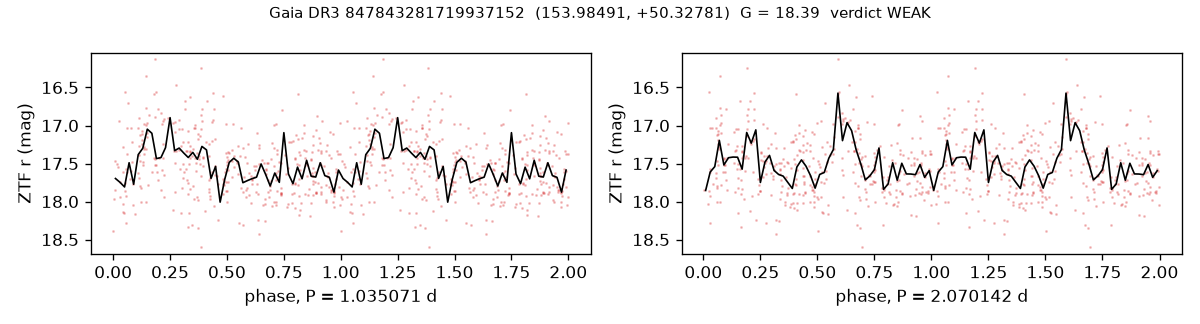 Gaia DR3 847843281719937152  (153.98491, +50.32781)  G = 18.39  verdict WEAK
ZTF r (mag)
16.5
17.0
17.5
18.0
18.5
0.00 0.25 0.50 0.75 1.00 1.25 1.50 1.75 2.00
phase, P = 1.035071 d
ZTF r (mag)
16.5
17.0
17.5
18.0
18.5
0.00 0.25 0.50 0.75 1.00 1.25 1.50 1.75 2.00
phase, P = 2.070142 d